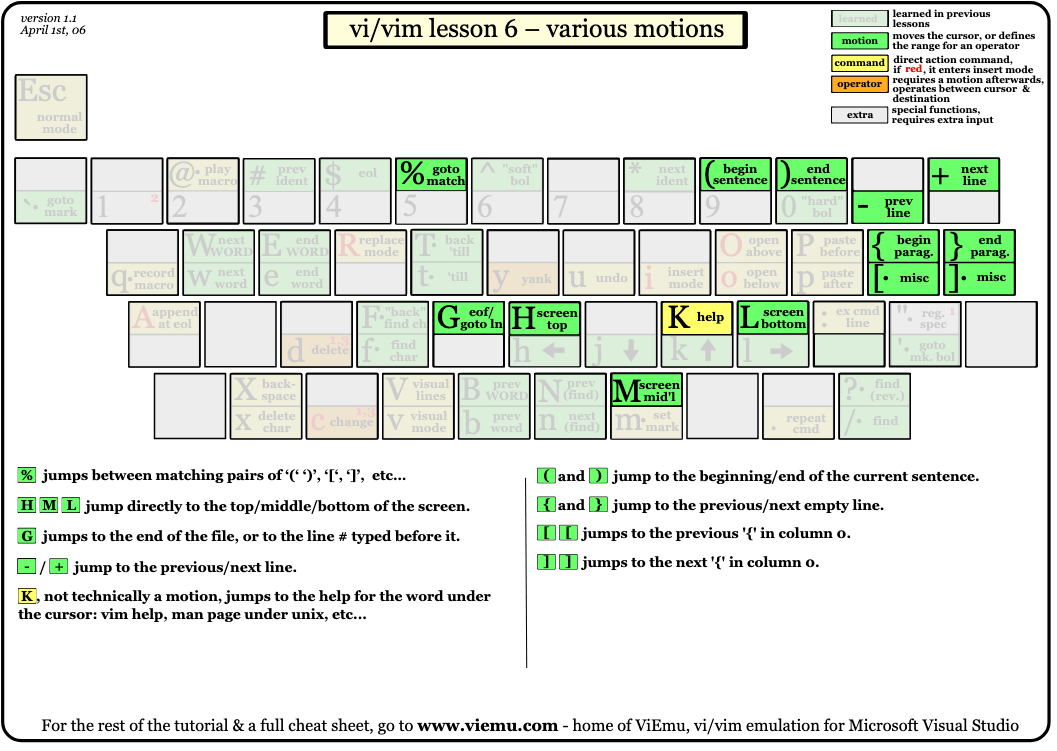 version 1.1
April 1st, 06
vi/vim lesson 6 – various motions
learned
learned in previous
lessons
motion
moves the cursor, or defines
the range for an operator
command
direct action command,
if red, it enters insert mode
operator
requires a motion afterwards,
operates between cursor &
destination
extra
special functions,
requires extra input
Esc
normal
mode
@· play
macro
# prev
ident
$ eol
% goto
match
^ "soft"
bol
* next
ident
( begin
sentence
) end
sentence
+ next
line
`· goto
mark
1 2
2
3
4
5
6
7
8
9
0 "hard"
bol
- prev
line
W next
WORD
E end
WORD
R replace
mode
T· back
'till
O open
above
P paste
before
{ begin
parag.
} end
parag.
q· record
macro
w next
word
e end
word
t· 'till
y yank
u undo
i insert
mode
o open
below
p paste
after
[· misc
]· misc
A append
at eol
F· "back"
find ch
G eof/
goto ln
H screen
top
K help
L screen
bottom
: ex cmd
line
"· reg. 1
spec
d delete 1,3
f· find
char
h ←
j ↓
k ↑
l →
'· goto
mk. bol
X back-
space
V visual
lines
B prev
WORD
N prev
(find)
M screen
mid'l
?· find
(rev.)
x delete
char
c change 1,3
v visual
mode
b prev
word
n next
(find)
m· set
mark
. repeat
cmd
/· find
% jumps between matching pairs of ‘(‘ ‘)’, ‘[‘, ‘]’, etc...
H M L jump directly to the top/middle/bottom of the screen.
G jumps to the end of the file, or to the line # typed before it.
- / + jump to the previous/next line.
K, not technically a motion, jumps to the help for the word under
the cursor: vim help, man page under unix, etc...
( and ) jump to the beginning/end of the current sentence.
{ and } jump to the previous/next empty line.
[ [ jumps to the previous '{' in column 0.
] ] jumps to the next '{' in column 0.
For the rest of the tutorial & a full cheat sheet, go to www.viemu.com - home of ViEmu, vi/vim emulation for Microsoft Visual Studio